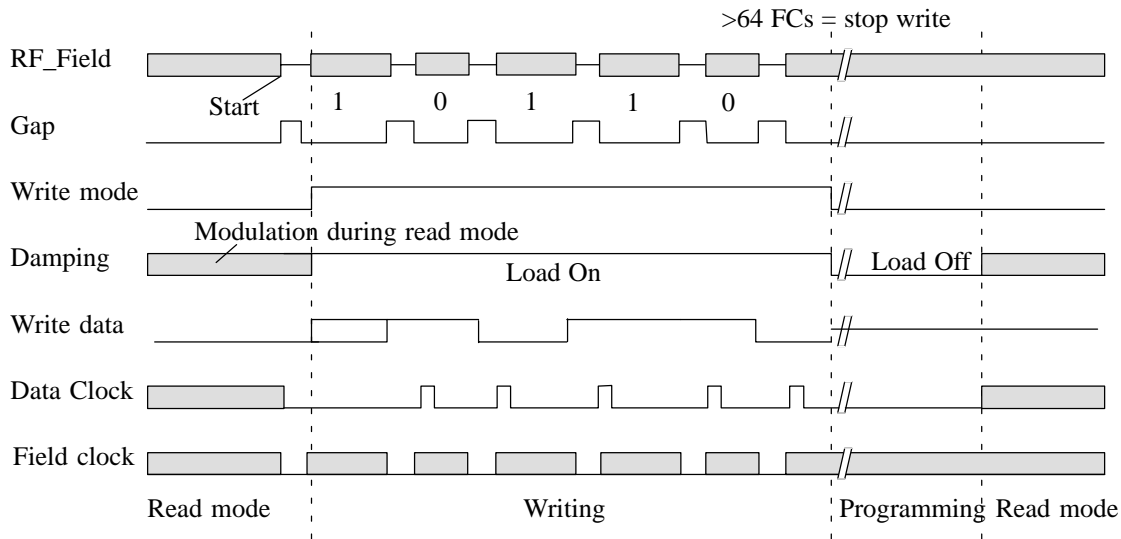 >64 FCs = stop write
RF_Field
Start
1 0 1 1 0
Gap
Write mode
Modulation during read mode
Damping
Load On
Load Off
Write data
Data Clock
Field clock
Read mode Writing Programming Read mode